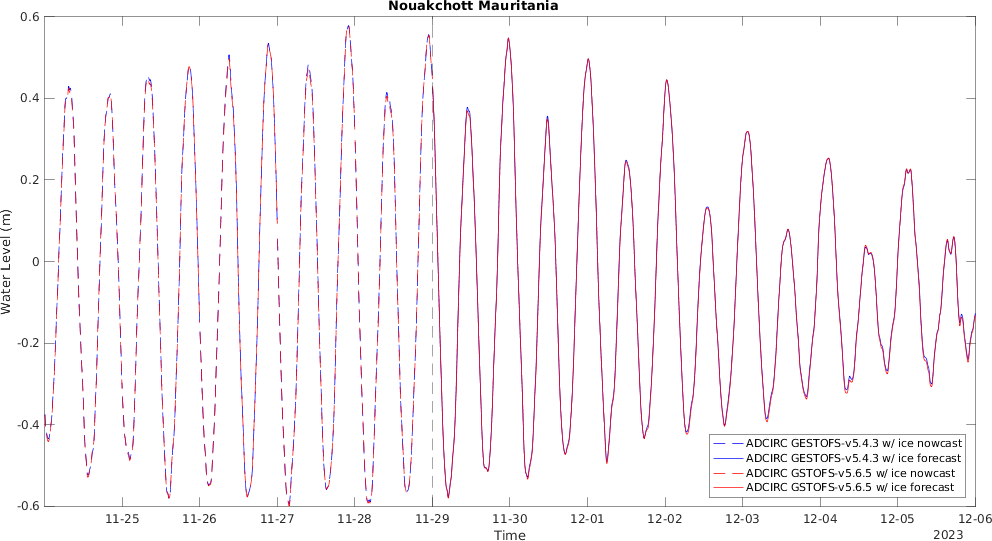 Nouakchott Mauritania
0.6
0.4
0.2
0
-0.2
-0.4
-0.6
Water Level (m)
11-25
11-26
11-27
11-28
11-29
11-30
12-01
12-02
12-03
12-04
12-05
12-06
Time
2023
ADCIRC GESTOFS-v5.4.3 w/ ice nowcast
ADCIRC GESTOFS-v5.4.3 w/ ice forecast
ADCIRC GSTOFS-v5.6.5 w/ ice nowcast
ADCIRC GSTOFS-v5.6.5 w/ ice forecast